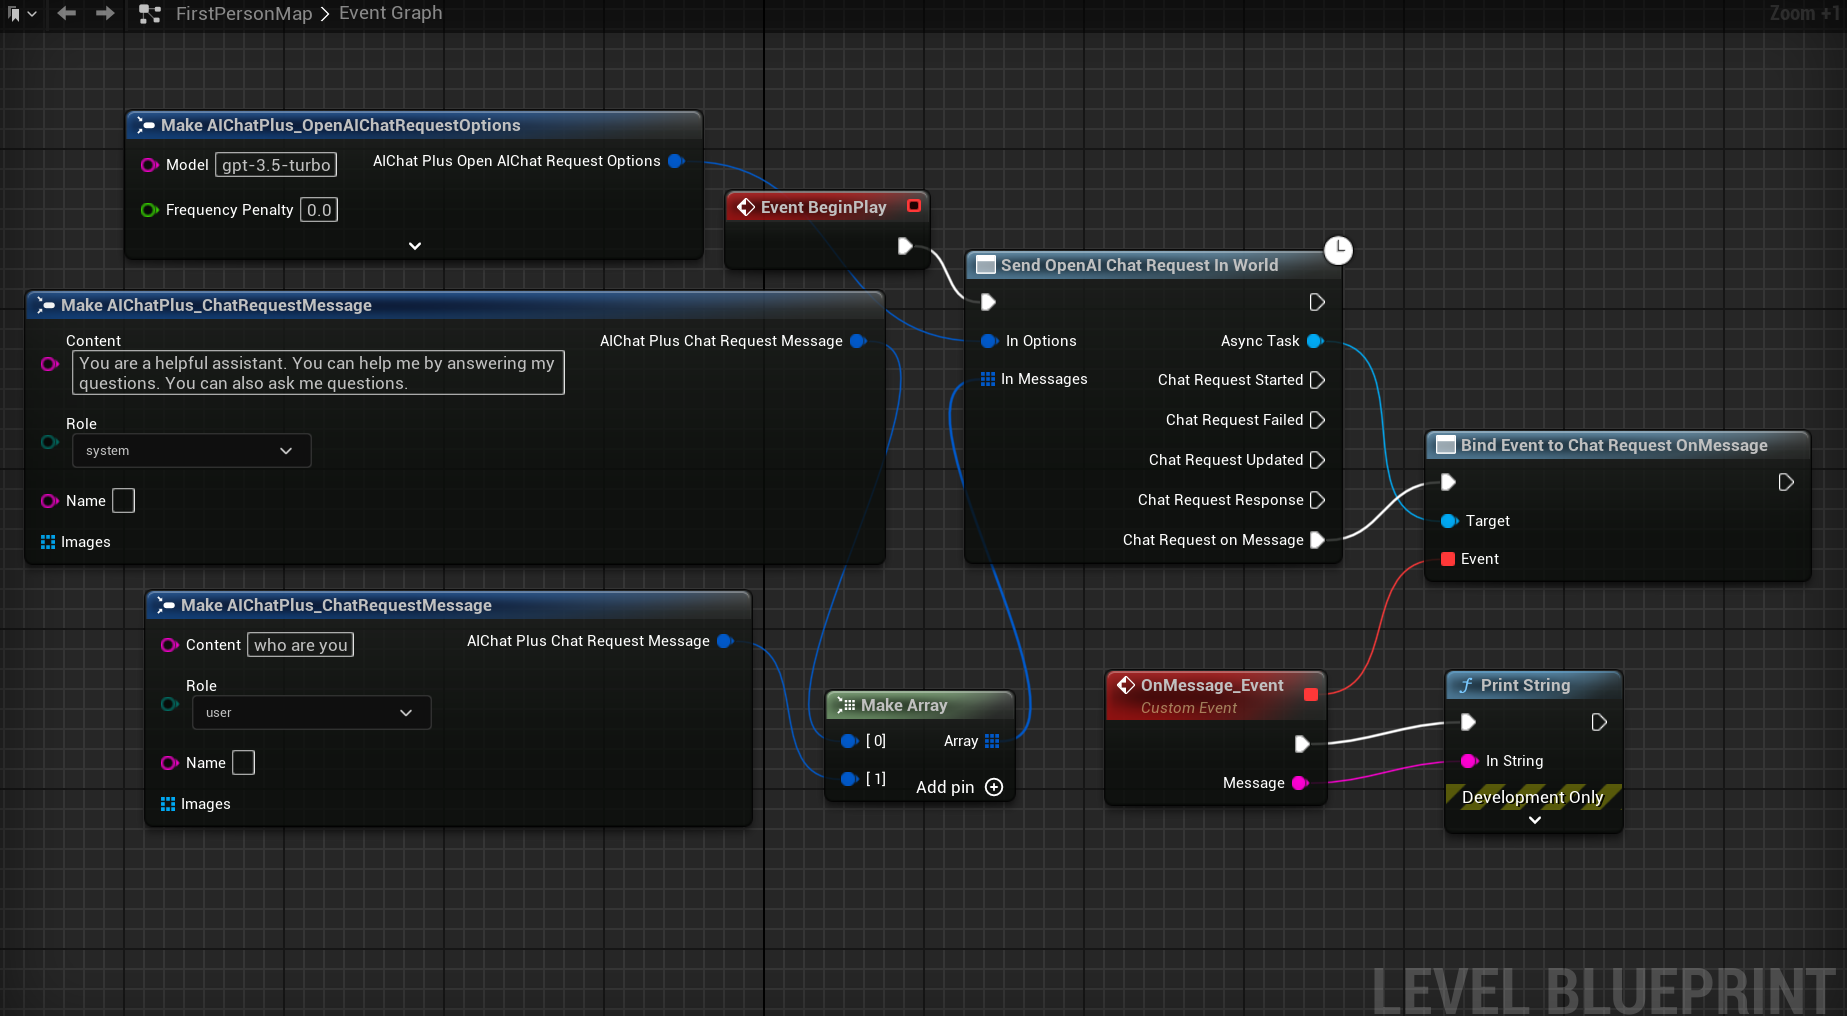 FirstPersonMap > Event Graph
Zoom +1
Make AIChatPlus_OpenAIChatRequestOptions
Model gpt-3.5-turbo
AIChat Plus Open AIChat Request Options
Frequency Penalty 0.0
Event BeginPlay
Make AIChatPlus_ChatRequestMessage
Content
You are a helpful assistant. You can help me by answering my
questions. You can also ask me questions.
AIChat Plus Chat Request Message
Role
system
Name
Images
Send OpenAI Chat Request In World
In Options
Async Task
In Messages
Chat Request Started
Chat Request Failed
Chat Request Updated
Chat Request Response
Chat Request on Message
Bind Event to Chat Request OnMessage
Target
Event
Make AIChatPlus_ChatRequestMessage
Content who are you
AIChat Plus Chat Request Message
Role
user
Name
Images
Make Array
[ 0]
Array
[ 1]
Add pin
OnMessage_Event
Custom Event
Message
f Print String
In String
Development Only
LEVEL BLUEPRINT